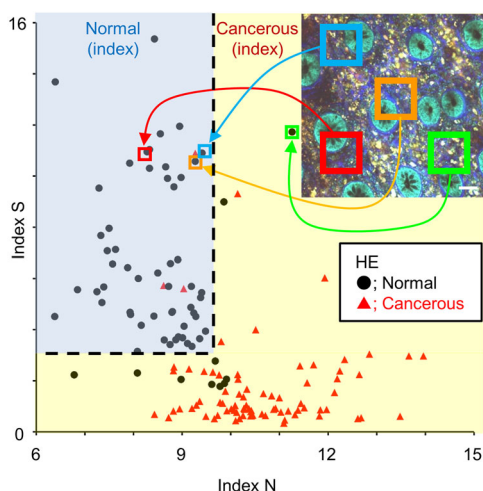 16
Normal
(index)
Cancerous
(index)
Index S
HE
●; Normal
▲; Cancerous
0
6
9
12
15
Index N